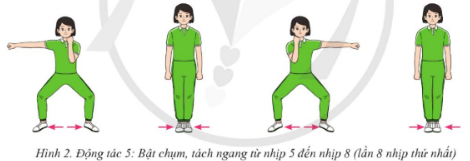 Hình 2. Động tác 5: Bật chụm, tách ngang từ nhịp 5 đến nhịp 8 (lần 8 nhịp thứ nhất)